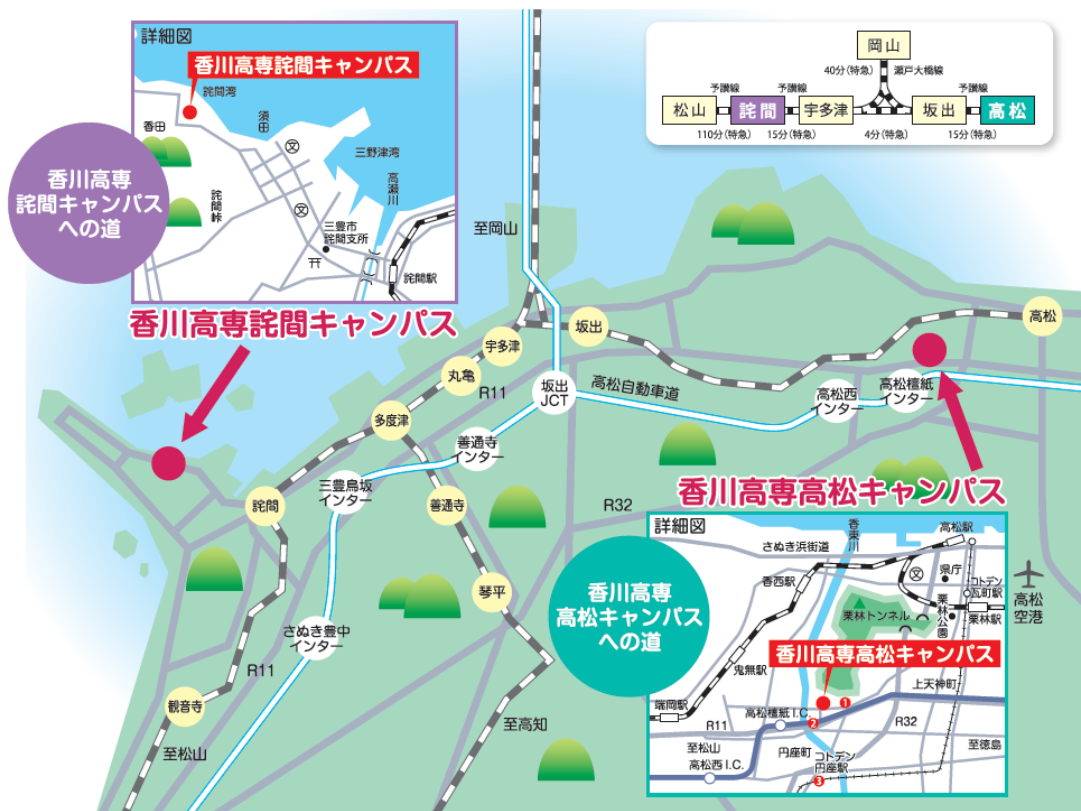 詳細図
香川高専詫間キャンパス
詫間湾
香田
須田
文
三野津湾
高瀬川
詫間峠
文
三豊市
詫間支所
詫間駅
香川高専
詫間キャンパス
への道
岡山
40分(特急)
瀬戸大橋線
予讃線
予讃線
予讃線
松山
詫間
宇多津
坂出
高松
110分(特急)
15分(特急)
4分(特急)
15分(特急)
至岡山
香川高専詫間キャンパス
坂出
高松
宇多津
丸亀
R11
坂出
JCT
高松自動車道
高松西
インター
高松檀紙
インター
多度津
善通寺
インター
三豊鳥坂
インター
詫間
善通寺
R32
香川高専高松キャンパス
琴平
さぬき豊中
インター
R11
観音寺
至松山
至高知
香川高専
高松キャンパス
への道
高松
空港
詳細図
香東川
高松駅
さぬき浜街道
香西駅
文
県庁
コトデン
瓦町駅
栗林トンネル
栗林公園
栗林駅
鬼無駅
香川高専高松キャンパス
端岡駅
上天神町
1
高松檀紙I.C.
2
R11
R32
至松山
円座町
至徳島
高松西I.C.
コトデン
円座駅
3